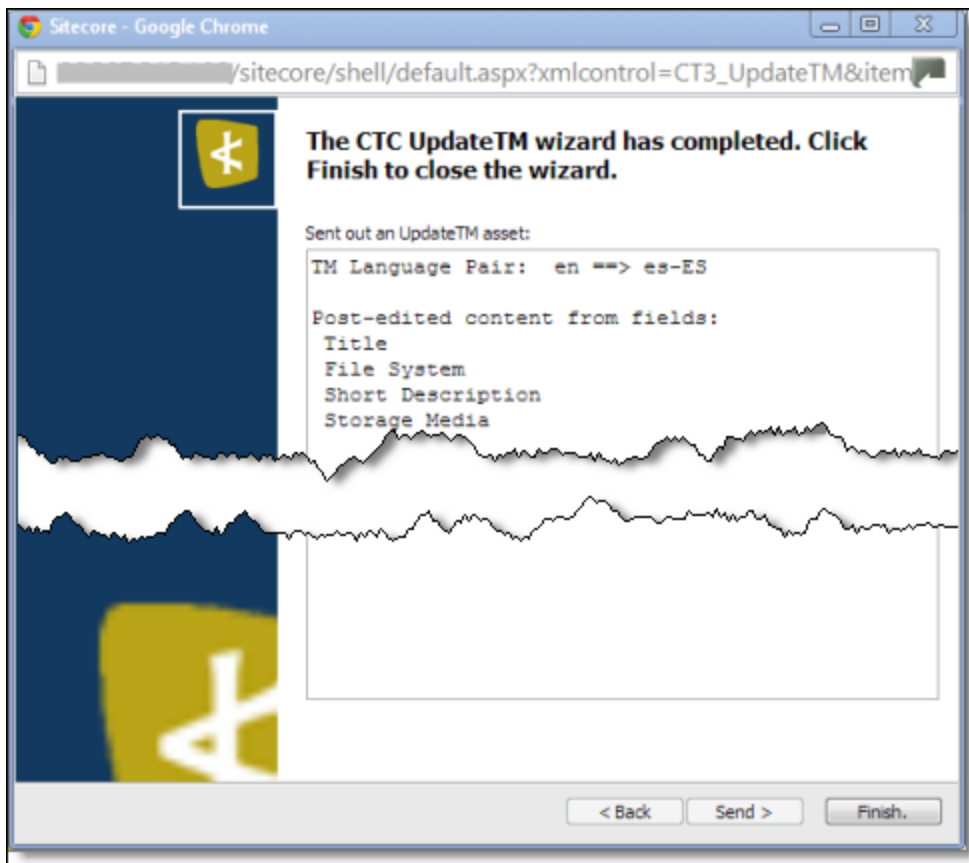 Sitecore - Google Chrome
/sitecore/shell/default.aspx?xmlcontrol=CT3_UpdateTM&item
The CTC UpdateTM wizard has completed. Click
Finish to close the wizard.
Sent out an UpdateTM asset:
TM Language Pair:  en ==> es-ES
Post-edited content from fields:
Title
File System
Short Description
Storage Media
< Back
Send >
Finish.